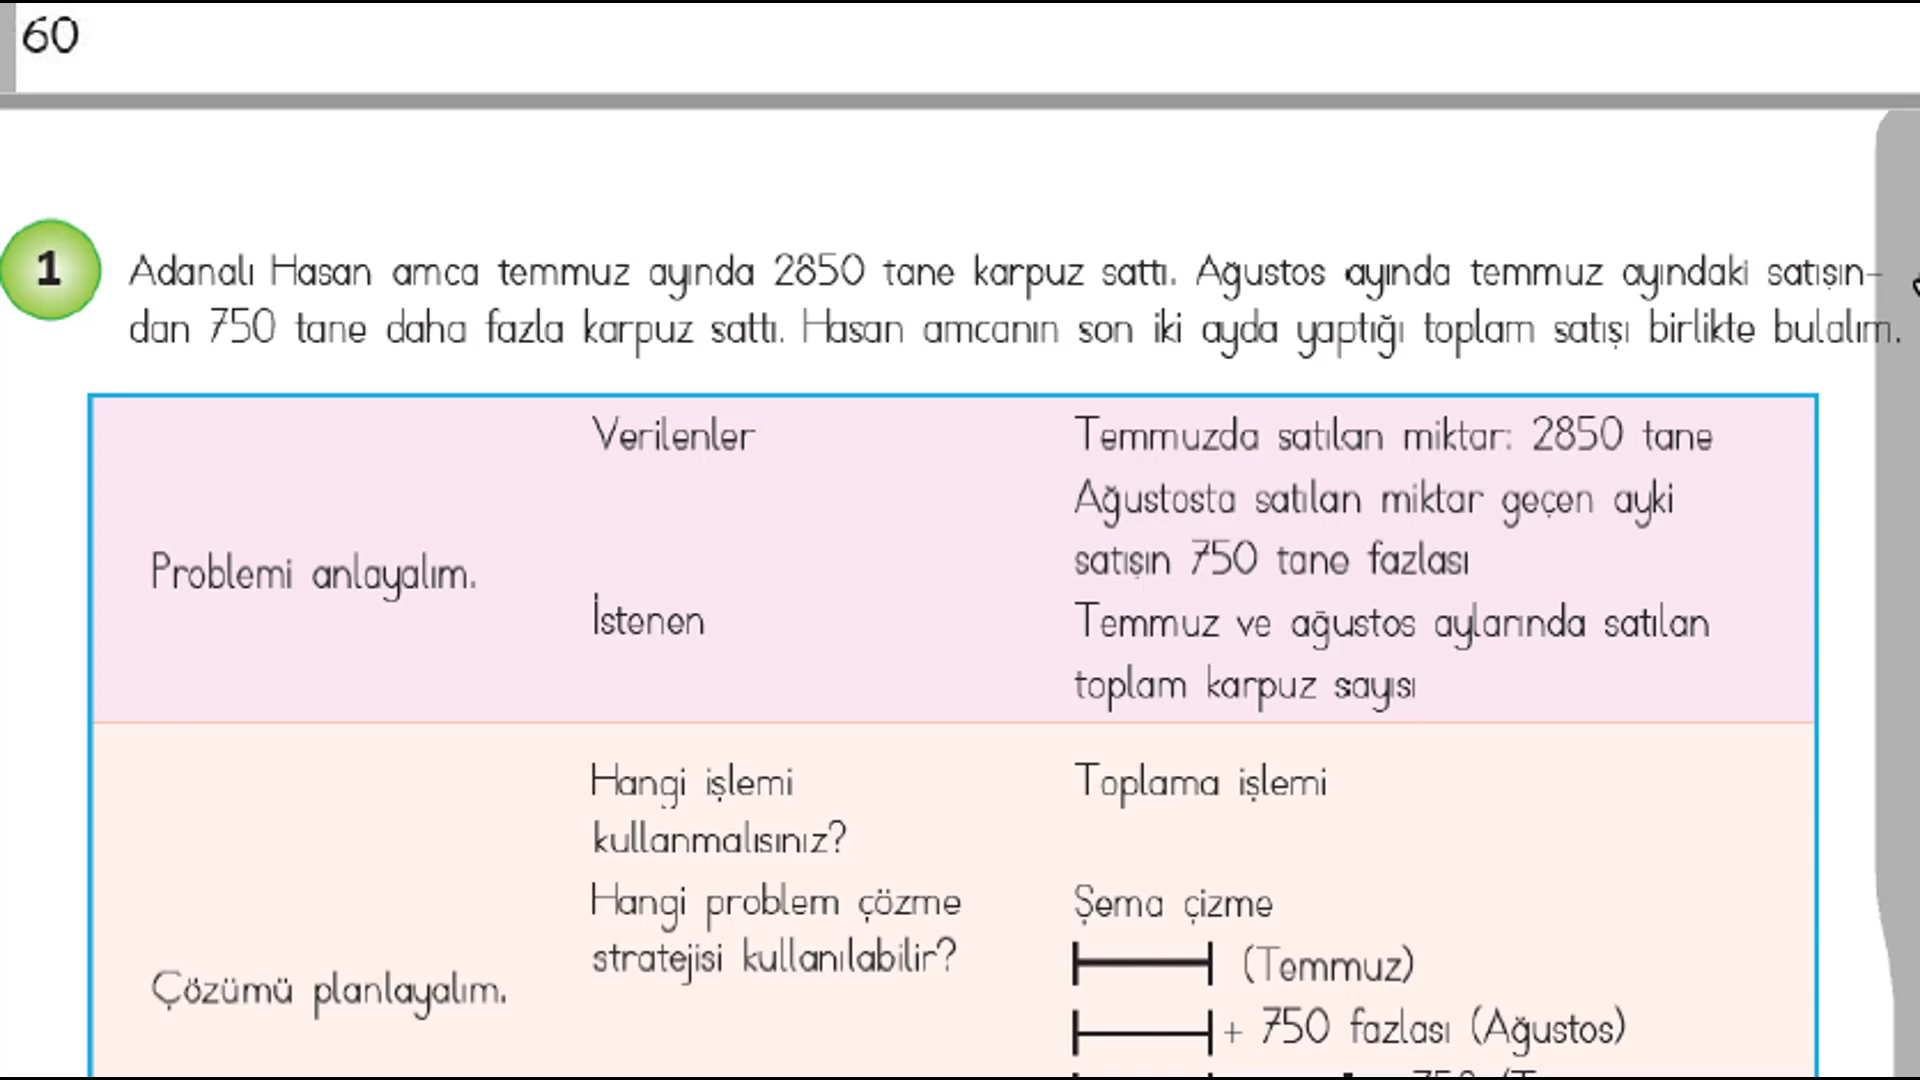 60
1
Adanalı Hasan amca temmuz ayında 2850 tane karpuz sattı. Ağustos ayında temmuz ayındaki satışın-
dan 750 tane daha fazla karpuz sattı. Hasan amcanın son iki ayda yaptığı toplam satışı birlikte bulalım.
Problemi anlayalım.
Verilenler
Temmuzda satılan miktar: 2850 tane
Ağustosta satılan miktar geçen ayki
satışın 750 tane fazlası
İstenen
Temmuz ve ağustos aylarında satılan
toplam karpuz sayısı
Çözümü planlayalım.
Hangi işlemi
kullanmalısınız?
Toplama işlemi
Hangi problem çözme
stratejisi kullanılabilir?
Şema çizme
(Temmuz)
+ 750 fazlası (Ağustos)